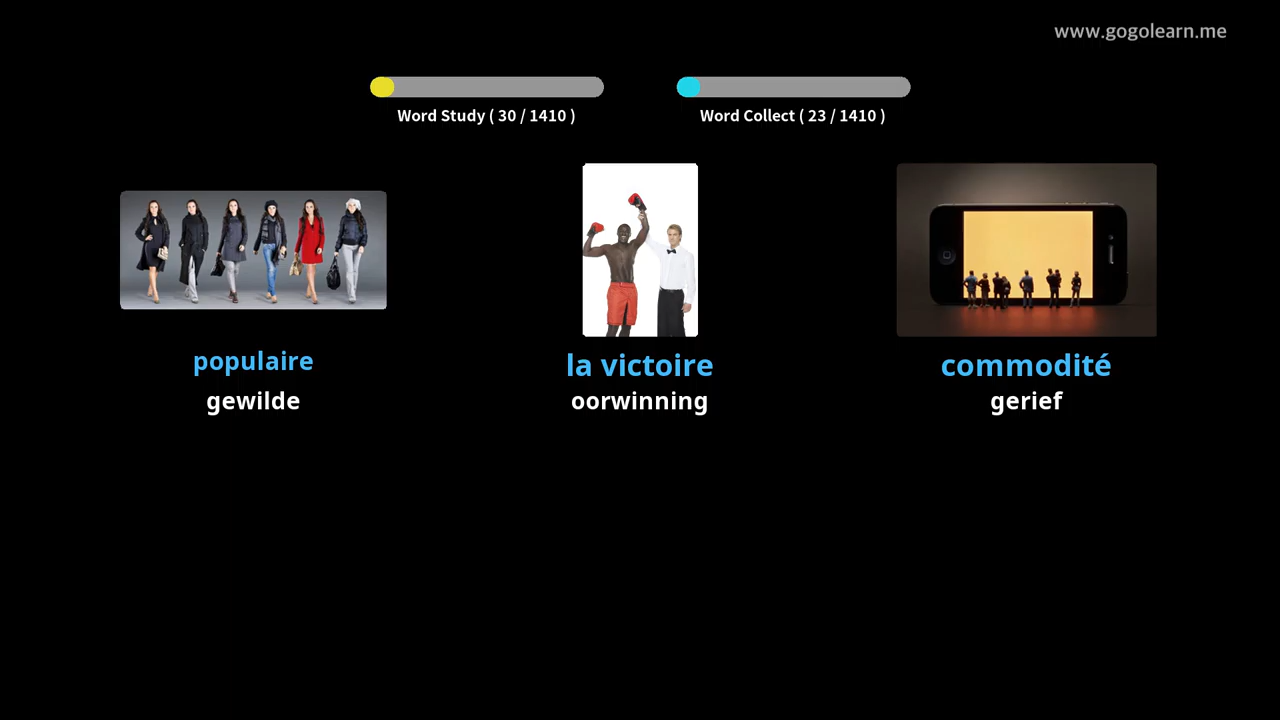 www.gogolearn.me
Word Study ( 30 / 1410 )
Word Collect ( 23 / 1410 )
populaire
gewilde
la victoire
oorwinning
commodité
gerief